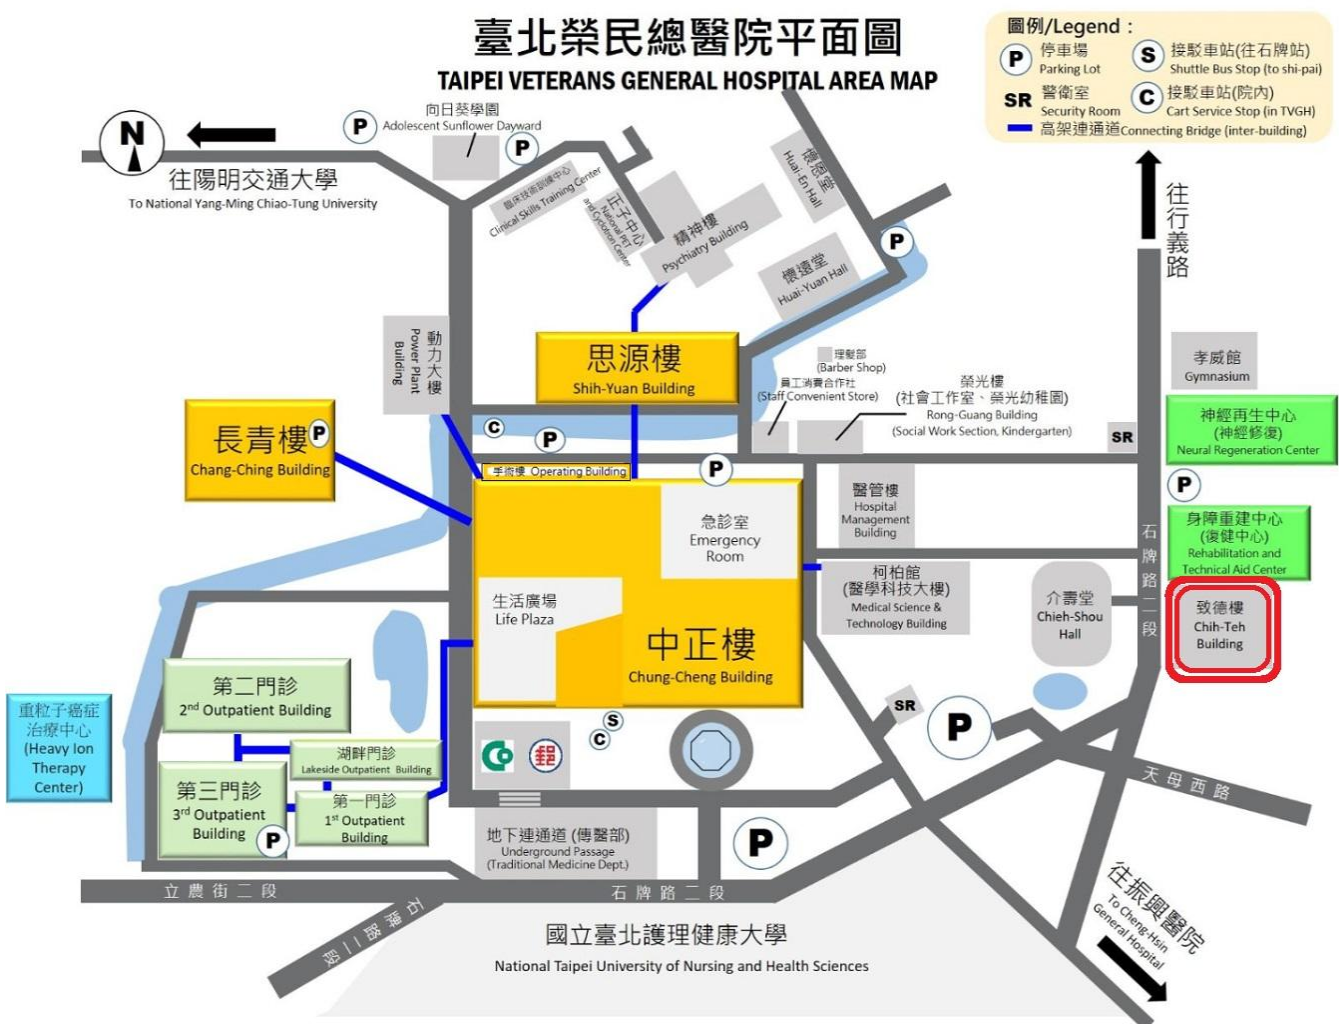 臺北榮民總醫院平面圖
TAIPEI VETERANS GENERAL HOSPITAL AREA MAP
圖例/Legend：
P
停車場
Parking Lot
S
接駁車站(往石牌站)
Shuttle Bus Stop (to shi-pai)
SR
警衛室
Security Room
C
接駁車站(院內)
Cart Service Stop (in TVGH)
高架連通道Connecting Bridge (inter-building)
N
往陽明交通大學
To National Yang-Ming Chiao-Tung University
P
向日葵學園
Adolescent Sunflower Dayward
P
臨床技術訓練中心
Clinical Skills Training Center
正子中心
National PET
and Cyclotron Center
精神樓
Psychiatry Building
懷恩堂
Huai-En Hall
懷遠堂
Huai-Yuan Hall
P
往行義路
動力大樓
Power Plant
Building
思源樓
Shih-Yuan Building
理髮部
(Barber Shop)
員工消費合作社
(Staff Convenient Store)
榮光樓
(社會工作室、榮光幼稚園)
Rong-Guang Building
(Social Work Section, Kindergarten)
孝威館
Gymnasium
神經再生中心
(神經修復)
Neural Regeneration Center
SR
長青樓
P
Chang-Ching Building
C
P
手術樓 Operating Building
P
P
急診室
Emergency
Room
醫管樓
Hospital
Management
Building
身障重建中心
(復健中心)
Rehabilitation and
Technical Aid Center
石牌路二段
生活廣場
Life Plaza
中正樓
Chung-Cheng Building
柯柏館
(醫學科技大樓)
Medical Science &
Technology Building
介壽堂
Chieh-Shou
Hall
致德樓
Chih-Teh
Building
第二門診
2nd Outpatient Building
重粒子癌症
治療中心
(Heavy Ion
Therapy
Center)
湖畔門診
Lakeside Outpatient Building
第三門診
3rd Outpatient
Building
P
第一門診
1st Outpatient
Building
S
C
郵
SR
P
天母西路
地下連通道 (傳醫部)
Underground Passage
(Traditional Medicine Dept.)
P
立農街二段
石牌路二段
石牌路二段
往振興醫院
To Cheng-Hsin
General Hospital
國立臺北護理健康大學
National Taipei University of Nursing and Health Sciences